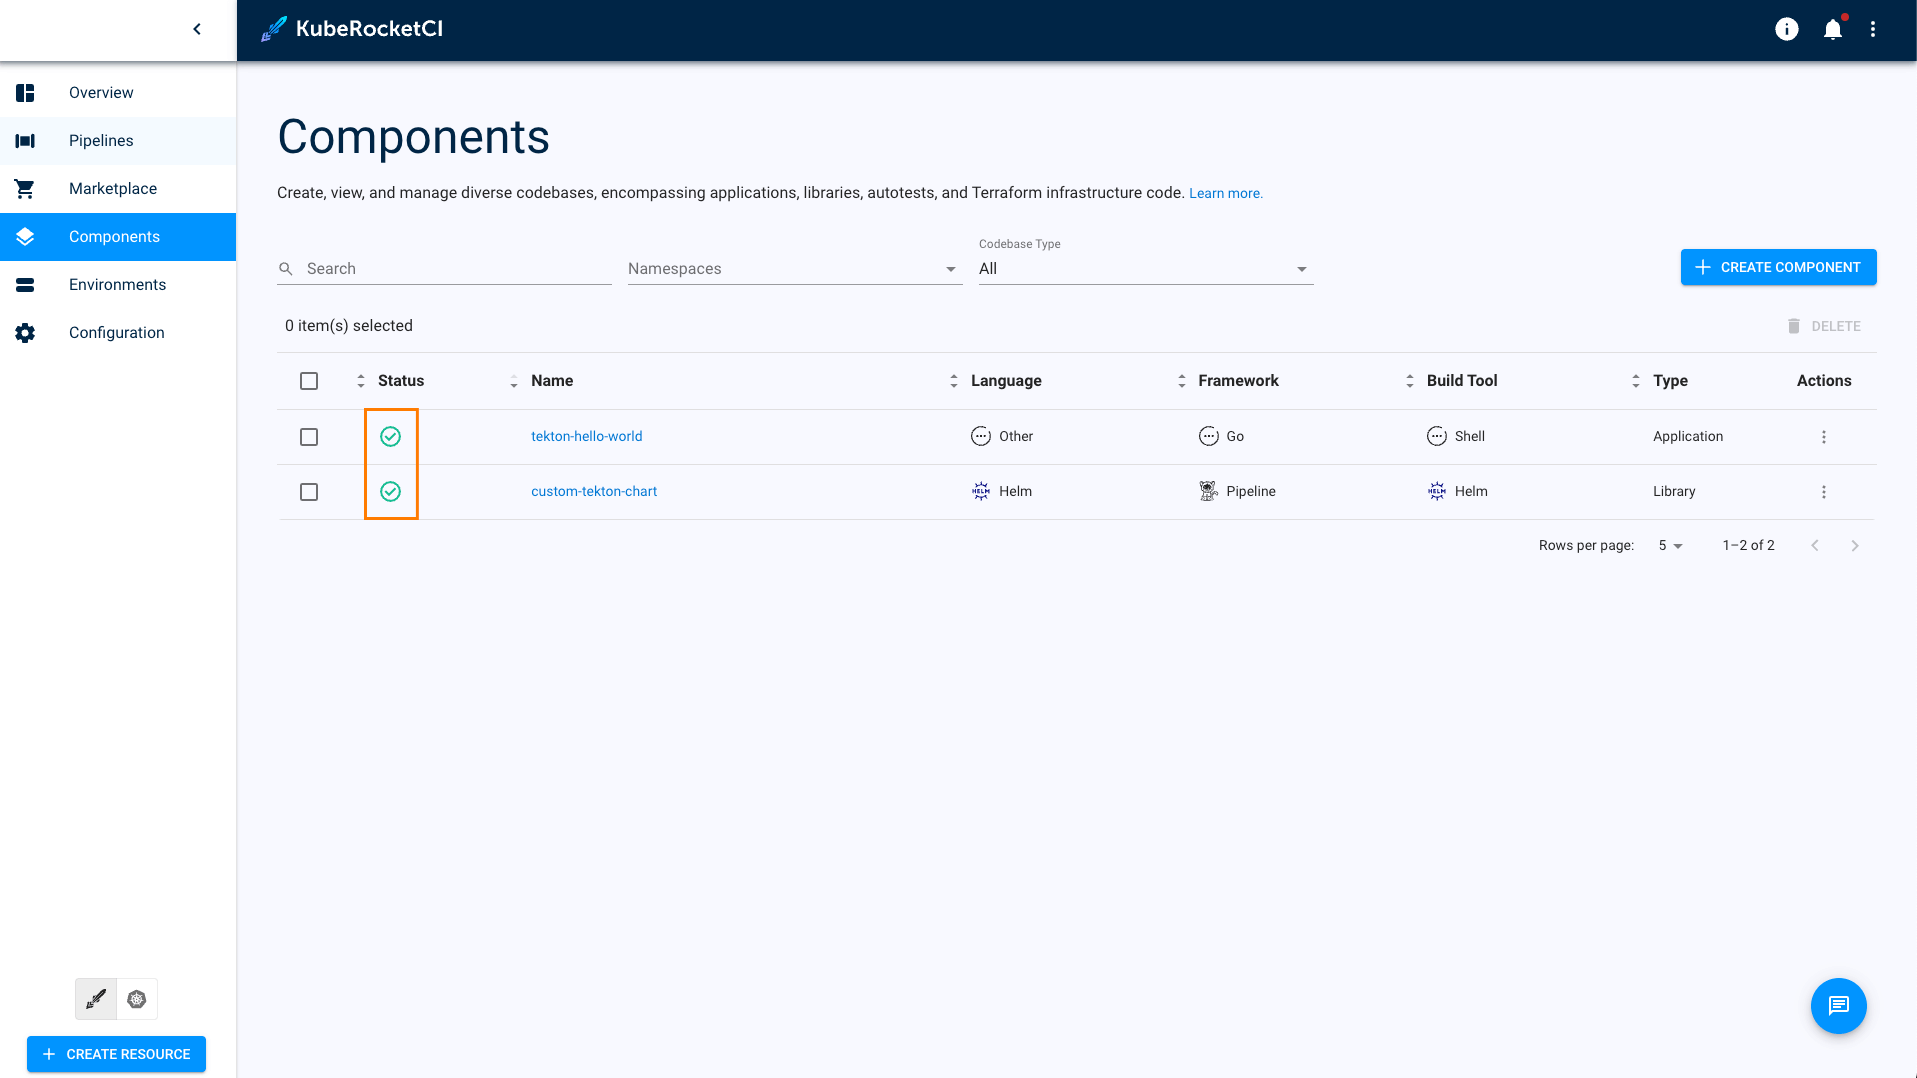 KubeRocketCI
Overview
Pipelines
Marketplace
Components
Environments
Configuration
Components
Create, view, and manage diverse codebases, encompassing applications, libraries, autotests, and Terraform infrastructure code. Learn more.
Codebase Type
Search Namespaces All CREATE COMPONENT
0 item(s) selected DELETE
Status Name Language Framework Build Tool Type Actions
tekton-hello-world Other Go Shell Application
custom-tekton-chart HELM Helm Pipeline HELM Helm Library
Rows per page: 5 1–2 of 2
CREATE RESOURCE